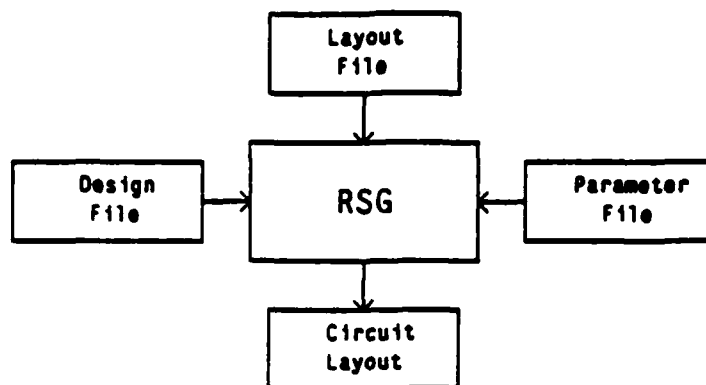 Layout
File
Design
File
RSG
Parameter
File
Circuit
Layout